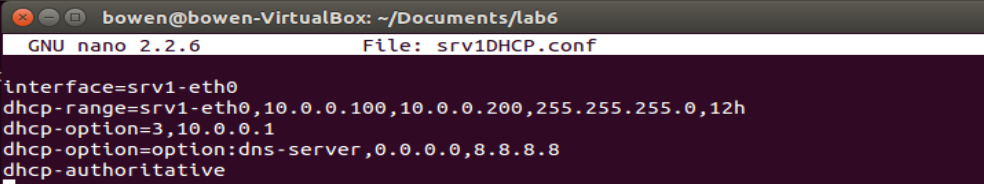 bowen@bowen-VirtualBox: ~/Documents/lab6
GNU nano 2.2.6 File: srv1DHCP.conf
interface=srv1-eth0
dhcp-range=srv1-eth0,10.0.0.100,10.0.0.200,255.255.255.0,12h
dhcp-option=3,10.0.0.1
dhcp-option=option:dns-server,0.0.0.0,8.8.8.8
dhcp-authoritative